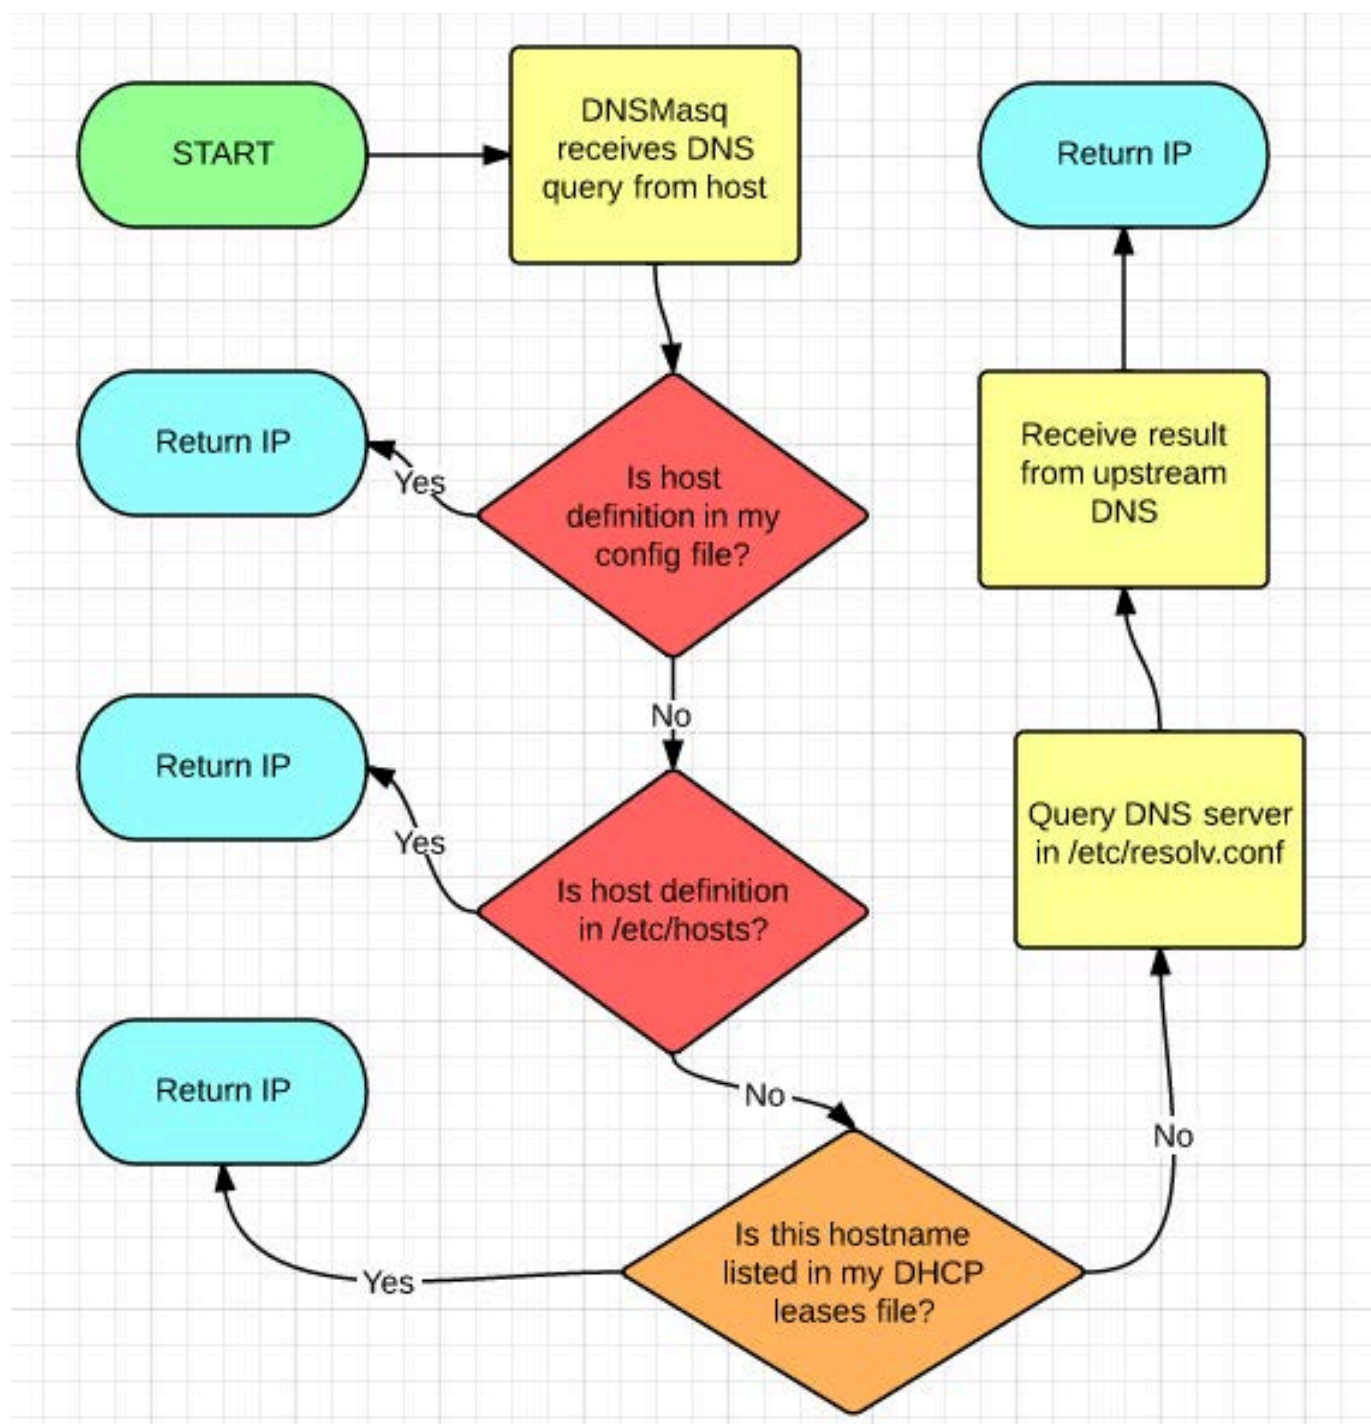 START
DNSMasq
receives DNS
query from host
Return IP
Return IP
Yes
Is host
definition in my
config file?
Receive result
from upstream
DNS
No
Return IP
Yes
Is host definition
in /etc/hosts?
Query DNS server
in /etc/resolv.conf
Return IP
No
No
Is this hostname
listed in my DHCP
leases file?
Yes